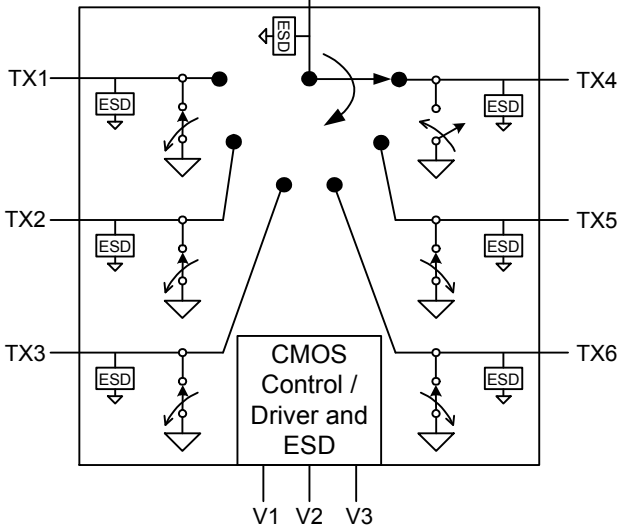 ESD
TX1
TX4
ESD
ESD
TX2
TX5
ESD
ESD
TX3
TX6
ESD
ESD
CMOS
Control /
Driver and
ESD
V1 V2 V3